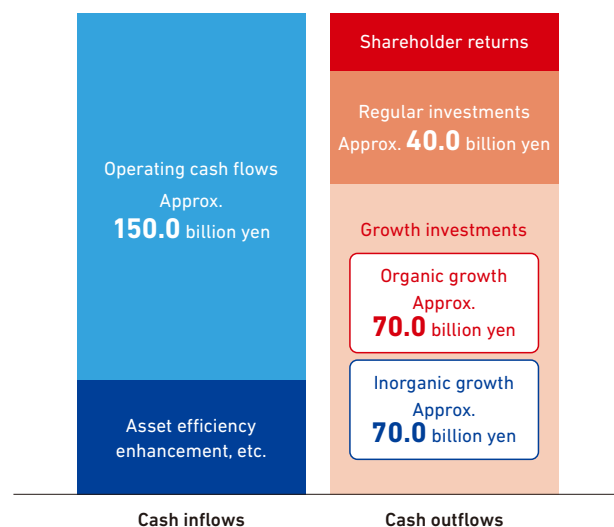 Operating cash flows
Approx.
150.0 billion yen
Asset efficiency
enhancement, etc.
Cash inflows
Shareholder returns
Regular investments
Approx. 40.0 billion yen
Growth investments
Organic growth
Approx.
70.0 billion yen
Inorganic growth
Approx.
70.0 billion yen
Cash outflows